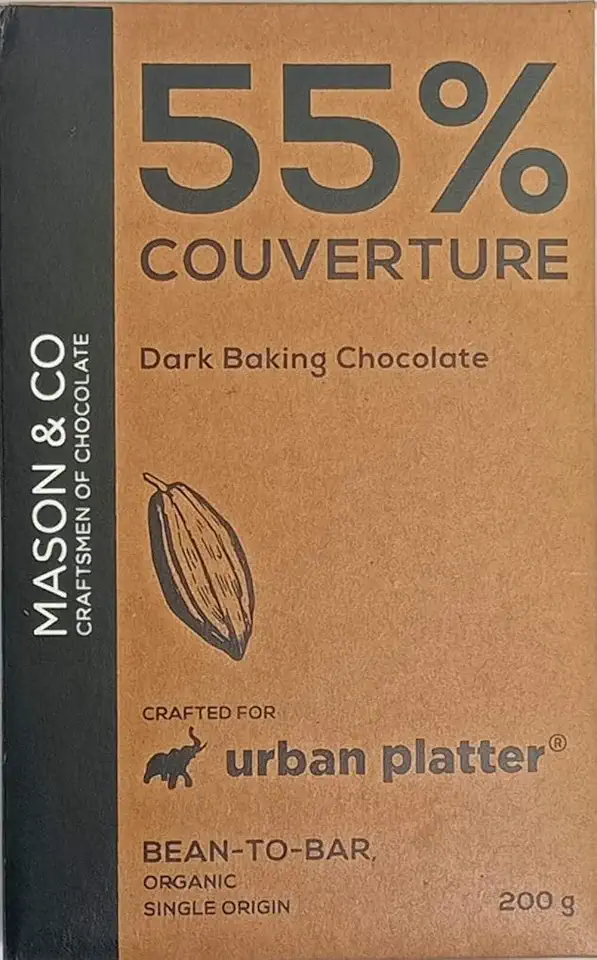 55%
COUVERTURE
Dark Baking Chocolate
MASON & CO
CRAFTSMEN OF CHOCOLATE
CRAFTED FOR
urban platter®
BEAN-TO-BAR,
ORGANIC
SINGLE ORIGIN
200 g